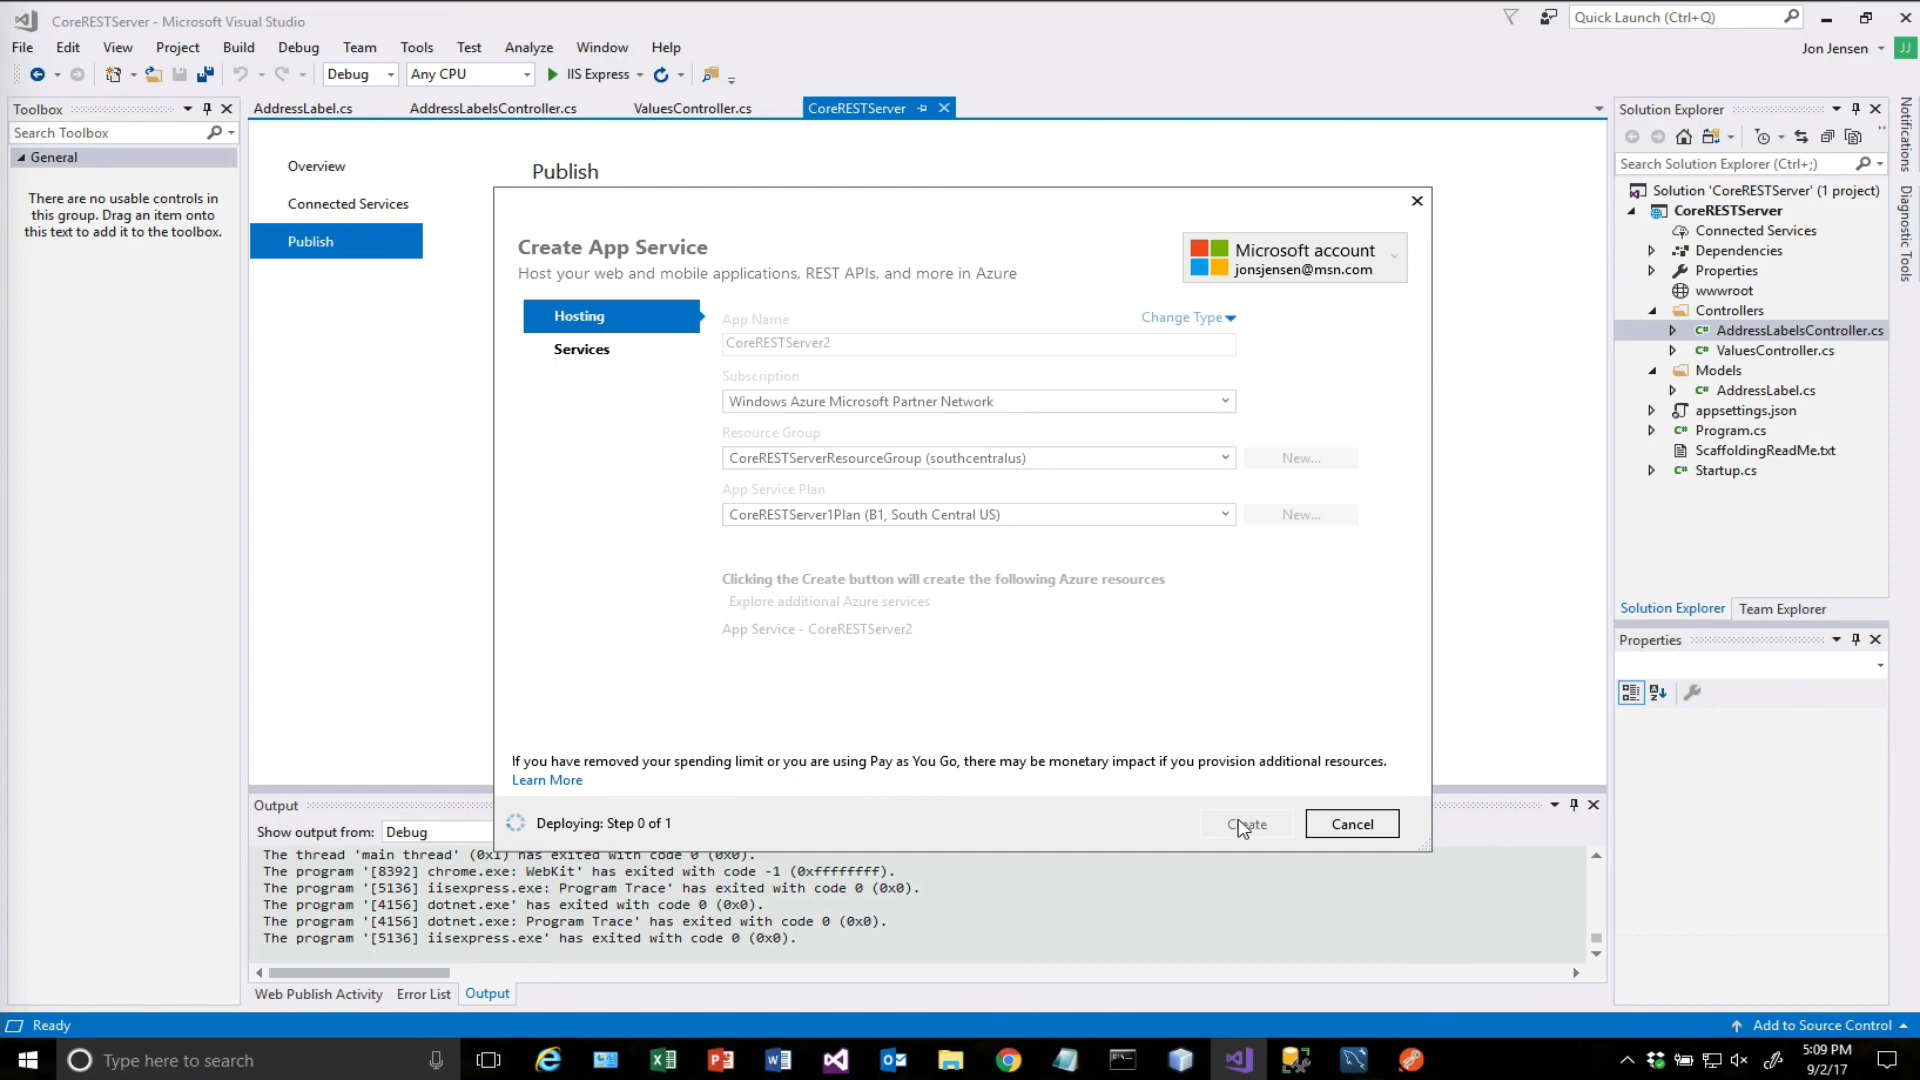 CoreRESTServer - Microsoft Visual Studio
Quick Launch (Ctrl+Q)
File Edit View Project Build Debug Team Tools Test Analyze Window Help
Jon Jensen
JJ
Debug Any CPU IIS Express
Toolbox
Search Toolbox
General
There are no usable controls in
this group. Drag an item onto
this text to add it to the toolbox.
AddressLabel.cs AddressLabelsController.cs ValuesController.cs CoreRESTServer
Overview
Connected Services
Publish
Publish
Create App Service
Host your web and mobile applications, REST APIs, and more in Azure
Microsoft account
jonsjensen@msn.com
Hosting
Services
App Name
Change Type
CoreRESTServer2
Subscription
Windows Azure Microsoft Partner Network
Resource Group
CoreRESTServerResourceGroup (southcentralus)
New...
App Service Plan
CoreRESTServer1Plan (B1, South Central US)
New...
Clicking the Create button will create the following Azure resources
Explore additional Azure services
App Service - CoreRESTServer2
If you have removed your spending limit or you are using Pay as You Go, there may be monetary impact if you provision additional resources.
Learn More
Deploying: Step 0 of 1
Create
Cancel
Output
Show output from: Debug
The thread 'main thread' (0x1) has exited with code 0 (0x0).
The program '[8392] chrome.exe: WebKit' has exited with code -1 (0xffffffff).
The program '[5136] iisexpress.exe: Program Trace' has exited with code 0 (0x0).
The program '[4156] dotnet.exe' has exited with code 0 (0x0).
The program '[4156] dotnet.exe: Program Trace' has exited with code 0 (0x0).
The program '[5136] iisexpress.exe' has exited with code 0 (0x0).
Web Publish Activity Error List Output
Solution Explorer
Search Solution Explorer (Ctrl+;)
Solution 'CoreRESTServer' (1 project)
CoreRESTServer
Connected Services
Dependencies
Properties
wwwroot
Controllers
C# AddressLabelsController.cs
C# ValuesController.cs
Models
C# AddressLabel.cs
appsettings.json
C# Program.cs
ScaffoldingReadMe.txt
C# Startup.cs
Solution Explorer Team Explorer
Properties
Notifications
Diagnostic Tools
Ready
Add to Source Control
Type here to search
5:09 PM
9/2/17